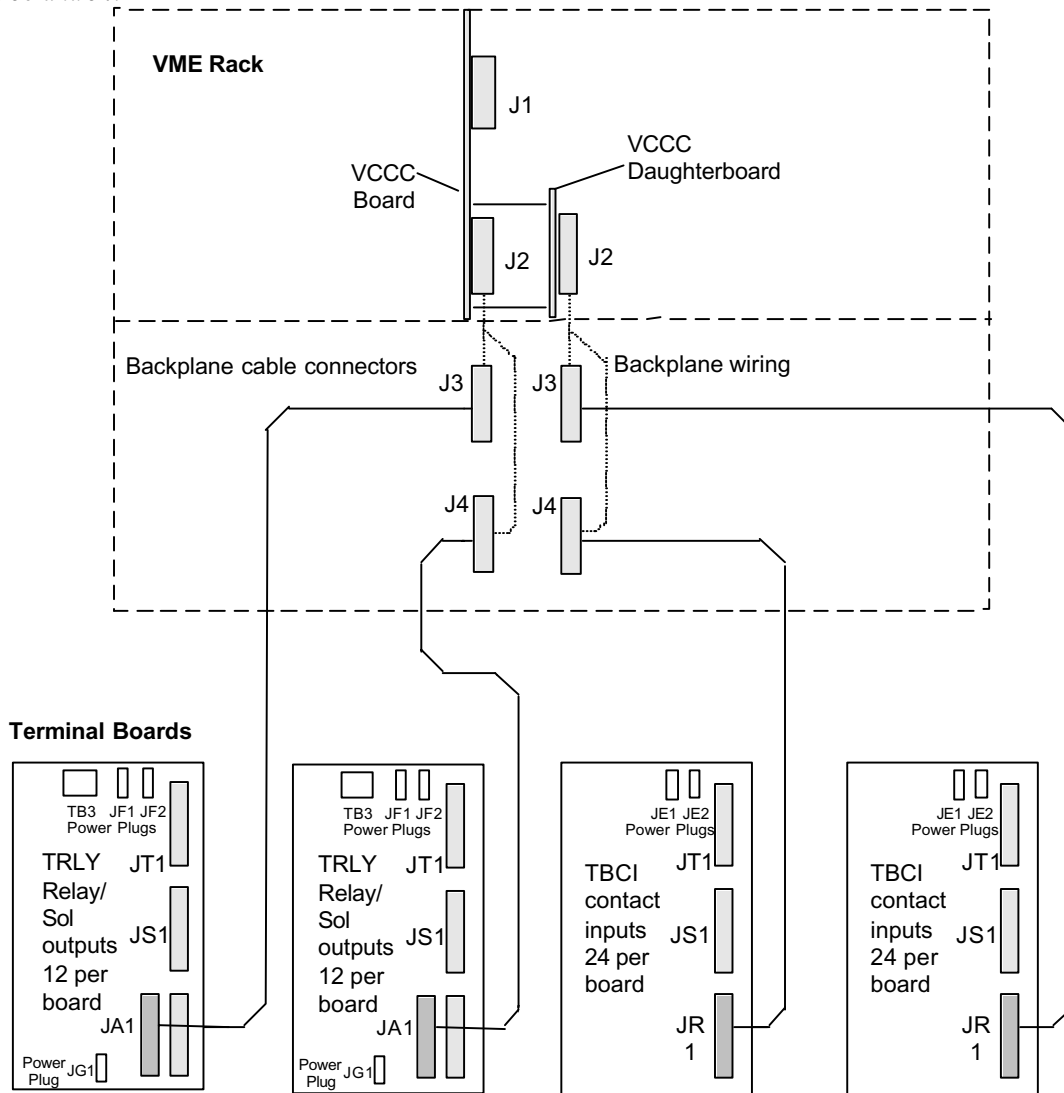 VME Rack
J1
VCCC
Board
VCCC
Daughterboard
J2
J2
Backplane cable connectors
J3
J3
Backplane wiring
J4
J4
Terminal Boards
TB3 JF1 JF2
Power Plugs
TRLY
Relay/
Sol
outputs
12 per
board
JT1
JS1
JA1
Power
Plug
JG1
TB3 JF1 JF2
Power Plugs
TRLY
Relay/
Sol
outputs
12 per
board
JT1
JS1
JA1
Power
Plug
JG1
JE1 JE2
Power Plugs
TBCI
contact
inputs
24 per
board
JT1
JS1
JR
1
JE1 JE2
Power Plugs
TBCI
contact
inputs
24 per
board
JT1
JS1
JR
1